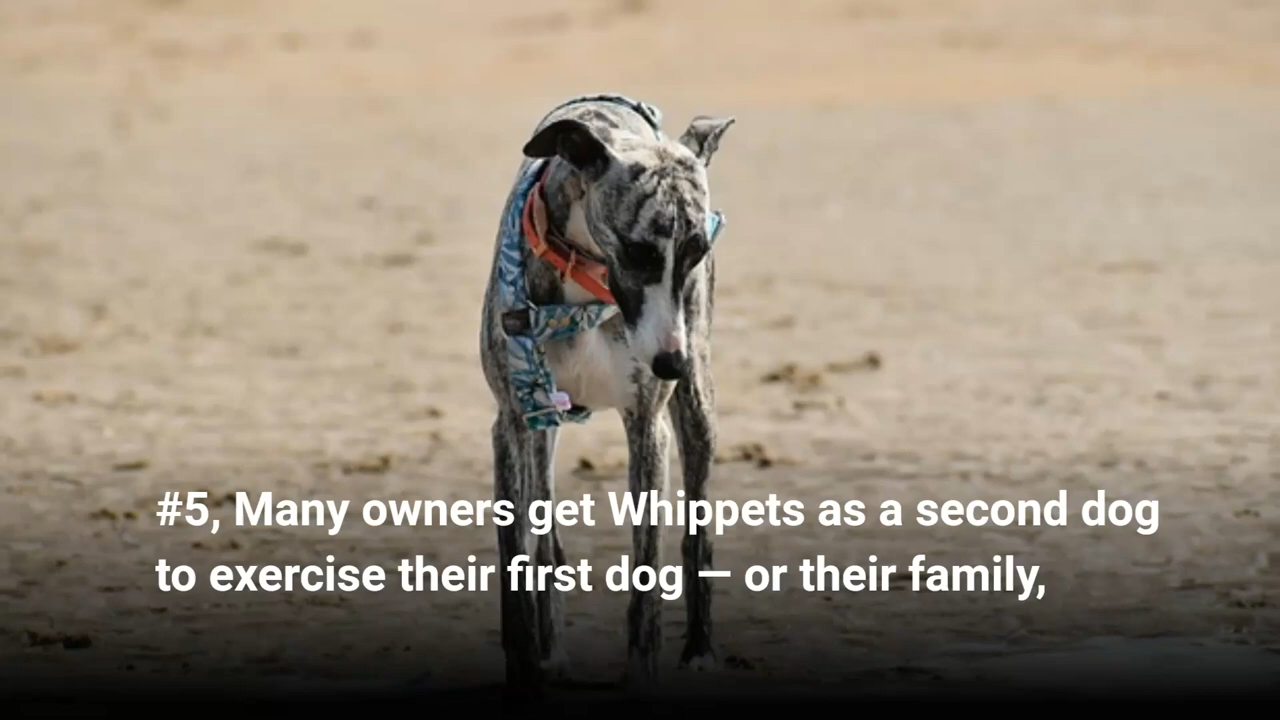 #5, Many owners get Whippets as a second dog
to exercise their first dog — or their family,